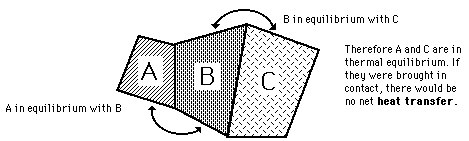 B in equilibrium with C
A
B
C
A in equilibrium with B
Therefore A and C are in
thermal equilibrium. If
they were brought in
contact, there would be
no net heat transfer.